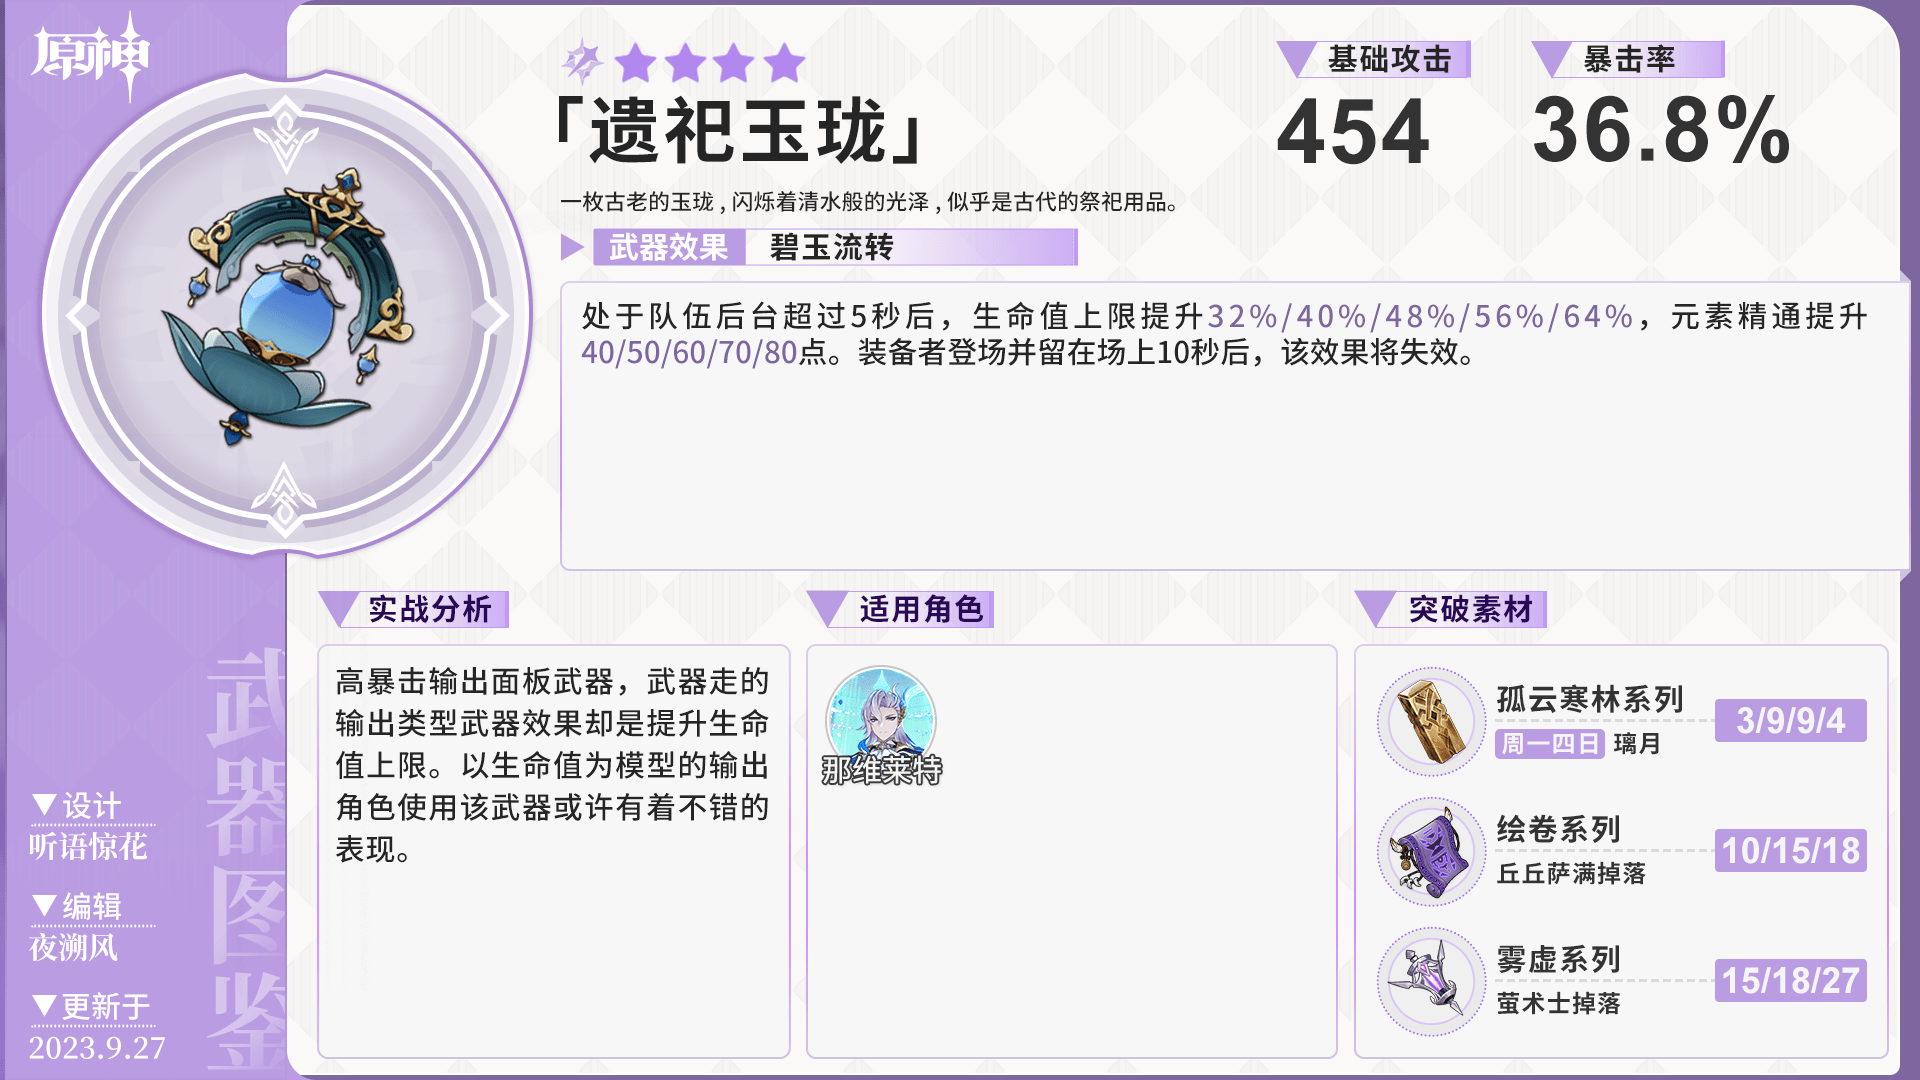 原神
「遗祀玉珑」
一枚古老的玉珑，闪烁着清水般的光泽，似乎是古代的祭祀用品。
基础攻击
454
暴击率
36.8%
武器效果
碧玉流转
处于队伍后台超过5秒后，生命值上限提升32%/40%/48%/56%/64%，元素精通提升
40/50/60/70/80点。装备者登场并留在场上10秒后，该效果将失效。
实战分析
高暴击输出面板武器，武器走的
输出类型武器效果却是提升生命
值上限。以生命值为模型的输出
角色使用该武器或许有着不错的
表现。
适用角色
那维莱特
突破素材
孤云寒林系列
周一四日 璃月
3/9/9/4
绘卷系列
丘丘萨满掉落
10/15/18
雾虚系列
萤术士掉落
15/18/27
武器图鉴
▼设计
听语惊花
▼编辑
夜溯风
▼更新于
2023.9.27